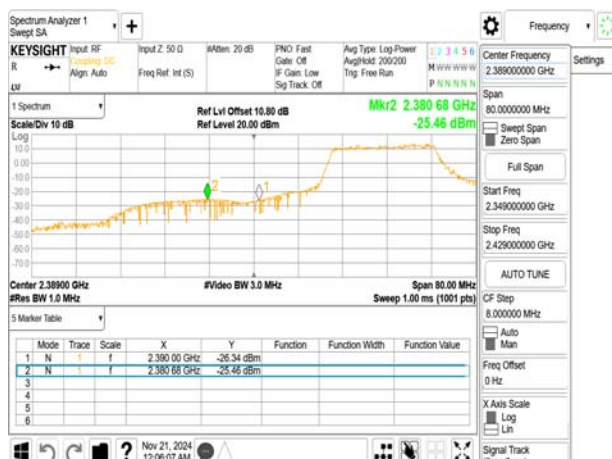 Spectrum Analyzer 1
Swept SA
+
Frequency
KEYSIGHT Input: RF Input Z: 50 Ω #Atten: 20 dB PNO: Fast Avg Type: Log-Power 1 2 3 4 5 6
R Coupling: DC Gate: Off Avg|Hold: 200/200 M W W W W W
Align: Auto Freq Ref: Int (S) IF Gain: Low Trig: Free Run
Sig Track: Off P N N N N N
1 Spectrum
Ref Lvl Offset 10.80 dB Mkr2 2.380 68 GHz
Scale/Div 10 dB Ref Level 20.00 dBm -25.46 dBm
Log
10.0
0.00
-10.0
-20.0
-30.0
-40.0
-50.0
-60.0
-70.0
2
1
Center 2.38900 GHz #Video BW 3.0 MHz Span 80.00 MHz
#Res BW 1.0 MHz Sweep 1.00 ms (1001 pts)
5 Marker Table
Mode Trace Scale X Y Function Function Width Function Value
1 N 1 f 2.390 00 GHz -26.34 dBm
2 N 1 f 2.380 68 GHz -25.46 dBm
3
4
5
6
?
Nov 21, 2024
12:06:07 AM
Center Frequency
2.389000000 GHz
Settings
Span
80.0000000 MHz
Swept Span
Zero Span
Full Span
Start Freq
2.349000000 GHz
Stop Freq
2.429000000 GHz
AUTO TUNE
CF Step
8.000000 MHz
Auto
Man
Freq Offset
0 Hz
X Axis Scale
Log
Lin
Signal Track